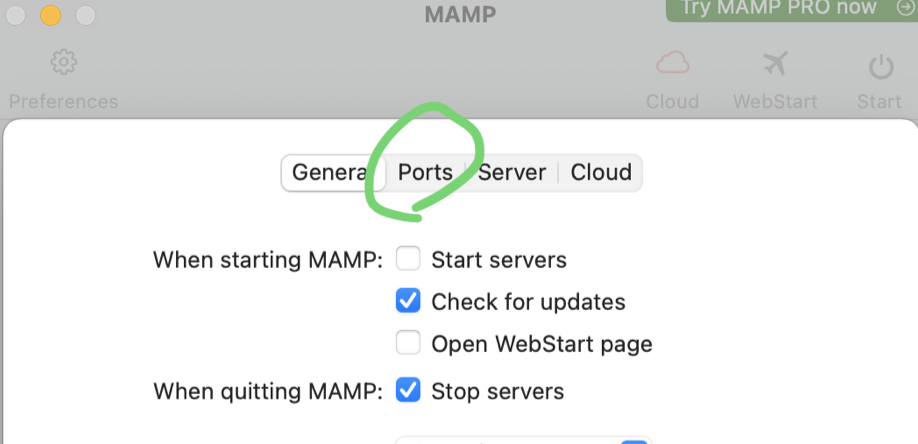 MAMP
Try MAMP PRO now
Preferences
Cloud WebStart Start
General Ports Server Cloud
When starting MAMP: Start servers
Check for updates
Open WebStart page
When quitting MAMP: Stop servers